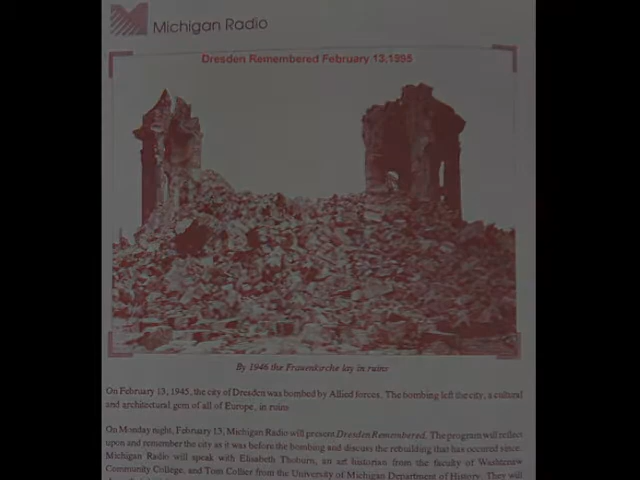 Michigan Radio
Dresden Remembered February 13,1995
By 1946 the Frauenkirche lay in ruins
On February 13, 1945, the city of Dresden was bombed by Allied forces. The bombing left the city, a cultural
and architectural gem of all of Europe, in ruins
On Monday night, February 13, Michigan Radio will present Dresden Remembered. The program will reflect
upon and remember the city as it was before the bombing and discuss the rebuilding that has occurred since.
Michigan Radio will speak with Elisabeth Thoburn, an art historian from the faculty of Washtenaw
Community College, and Tom Collier from the University of Michigan Department of History. They will